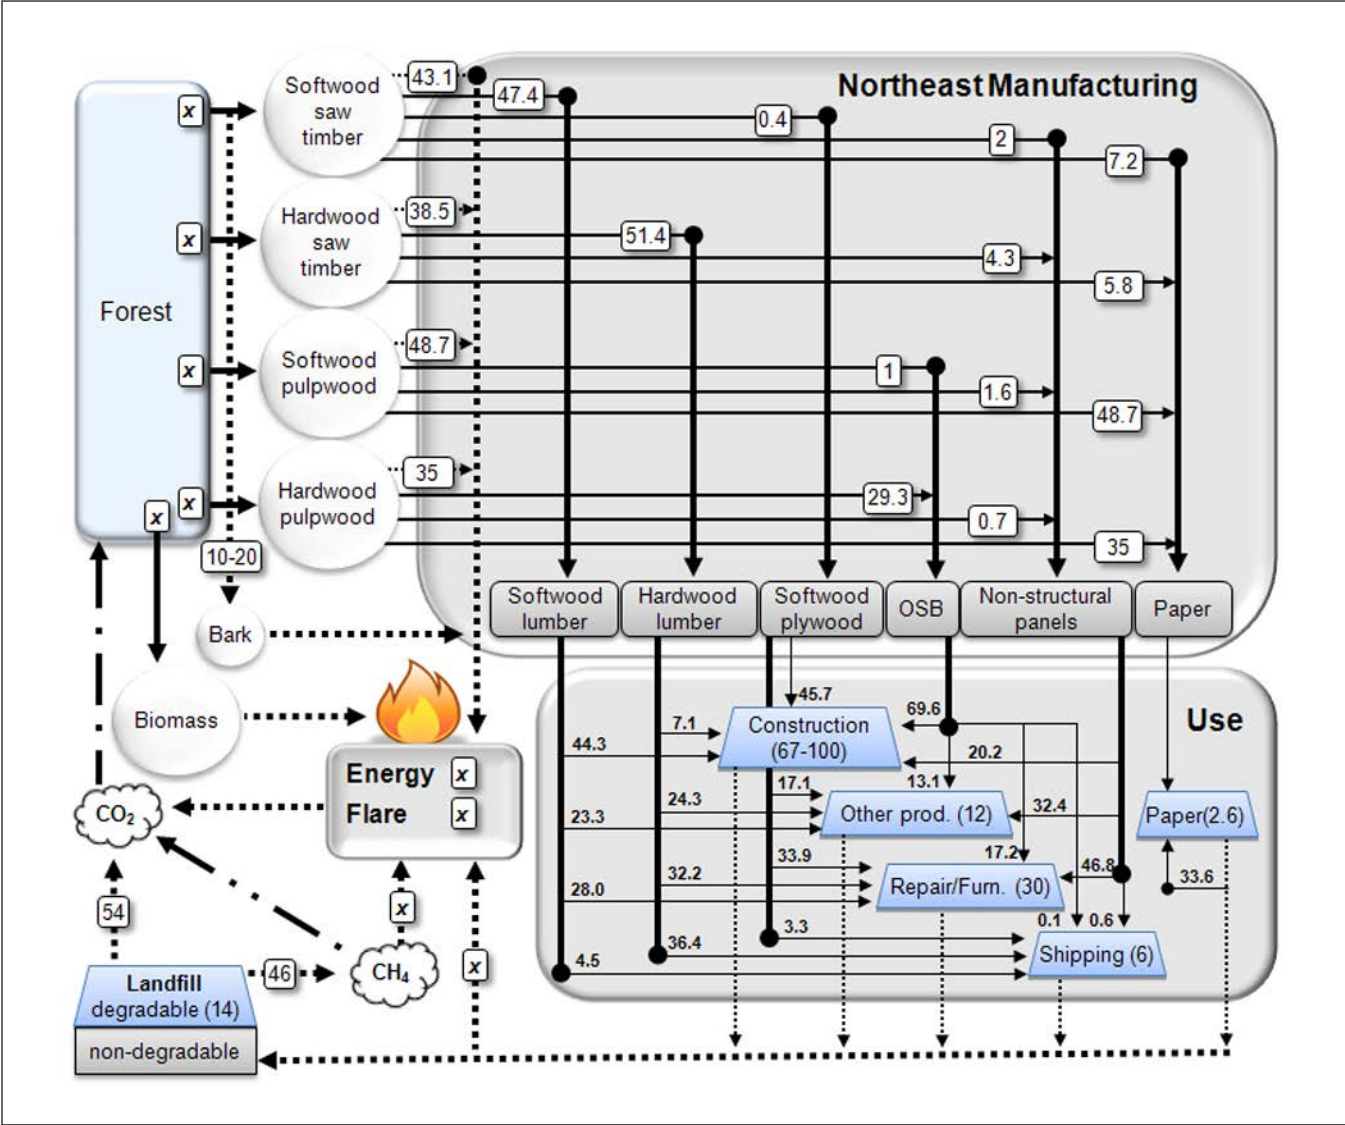 Northeast Manufacturing
Forest
x
x
x
x
x
Softwood
saw
timber
43.1
47.4
0.4
2
7.2
Hardwood
saw
timber
38.5
51.4
4.3
5.8
Softwood
pulpwood
48.7
1
1.6
48.7
Hardwood
pulpwood
35
29.3
0.7
35
10-20
Bark
Biomass
Softwood
lumber
Hardwood
lumber
Softwood
plywood
OSB
Non-structural
panels
Paper
Use
45.7
69.6
7.1
44.3
20.2
Construction
(67-100)
17.1
13.1
24.3
23.3
32.4
Other prod. (12)
Paper(2.6)
33.9
17.2
32.2
28.0
46.8
33.6
Repair/Furn. (30)
0.1
0.6
3.3
36.4
4.5
Shipping (6)
Energy x
Flare x
CO2
54
46
CH4
x
x
Landfill
degradable (14)
non-degradable